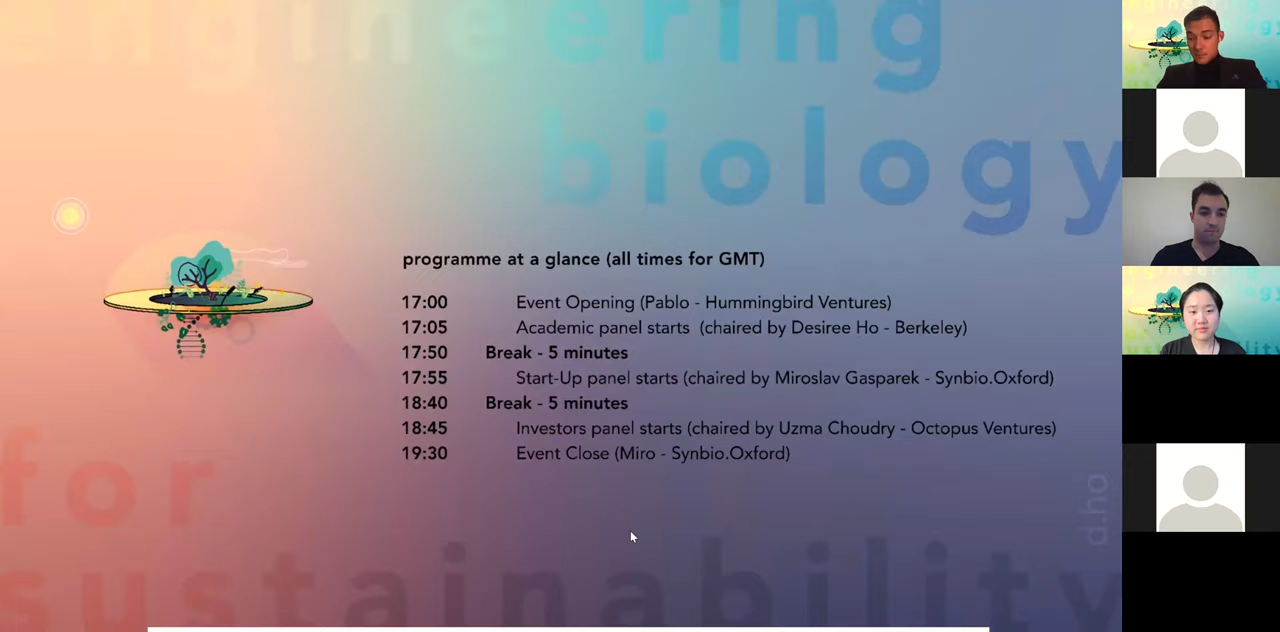 engineering
biology
programme at a glance (all times for GMT)
17:00 Event Opening (Pablo - Hummingbird Ventures)
17:05 Academic panel starts (chaired by Desiree Ho - Berkeley)
17:50 Break - 5 minutes
17:55 Start-Up panel starts (chaired by Miroslav Gasparek - Synbio.Oxford)
18:40 Break - 5 minutes
18:45 Investors panel starts (chaired by Uzma Choudry - Octopus Ventures)
19:30 Event Close (Miro - Synbio.Oxford)
for
sustainability
d.ho